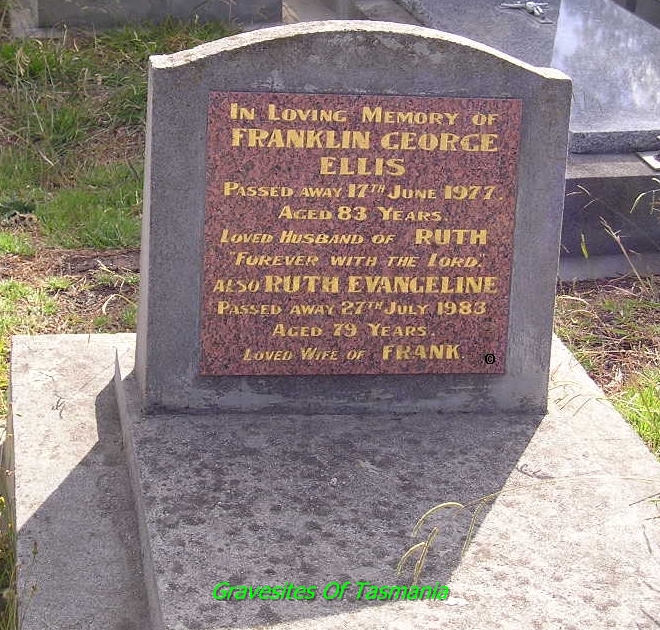 In Loving Memory of
FRANKLIN GEORGE
ELLIS
Passed away 17th June 1977.
Aged 83 Years.
Loved Husband of RUTH
"Forever with the Lord."
also RUTH EVANGELINE
Passed away 27th July 1983
Aged 79 Years.
Loved Wife of FRANK.
Gravesites Of Tasmania